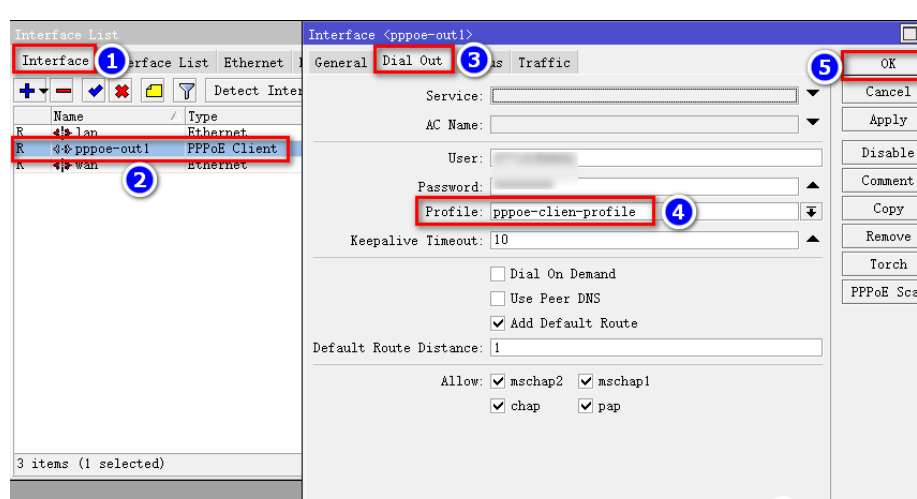 Interface List
Interface
1
erface List
Ethernet
Detect Inter
Name
Type
R
lan
Ethernet
R
pppoe-out1
PPPoE Client
R
wan
Ethernet
2
3 items (1 selected)
Interface <pppoe-out1>
General
Dial Out
3
us
Traffic
Service:
AC Name:
User:
Password:
Profile:
pppoe-clien-profile
4
Keepalive Timeout:
10
Dial On Demand
Use Peer DNS
Add Default Route
Default Route Distance:
1
Allow:
mschap2
mschap1
chap
pap
5
OK
Cancel
Apply
Disable
Comment
Copy
Remove
Torch
PPPoE Sca